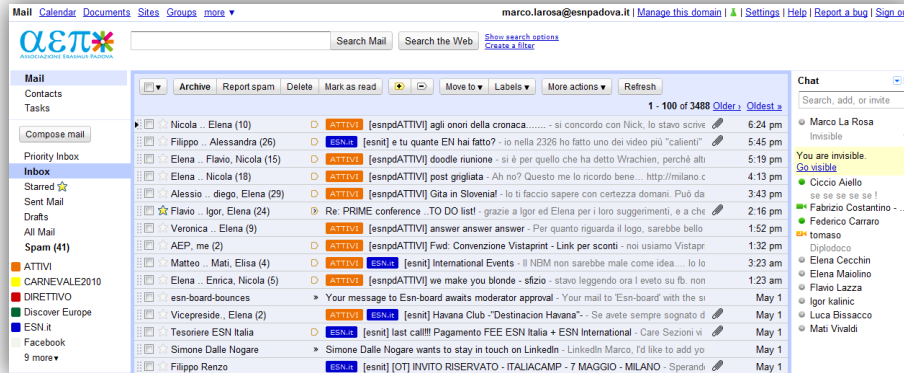 Mail Calendar Documents Sites Groups more ▼
marco.larosa@esnpadova.it | Manage this domain | Settings | Help | Report a bug | Sign
αεπ
ASSOCIAZIONE ERASMUS PADOVA
Search Mail Search the Web Show search options
Create a filter
Mail
Contacts
Tasks
Compose mail
Priority Inbox
Inbox
Starred
Sent Mail
Drafts
All Mail
Spam (41)
ATTIVI
CARNEVALE2010
DIRETTIVO
Discover Europe
ESN.it
Facebook
9 more▼
Archive Report spam Delete Mark as read Move to ▼ Labels ▼ More actions ▼ Refresh
1 - 100 of 3488 Older › Oldest »
Nicola .. Elena (10) ATTIVI [esnpdATTIVI] agli onori della cronaca....... - si concordo con Nick, lo stavo scrive 6:24 pm
Filippo .. Alessandra (26) ESN.it [esnit] e tu quante EN hai fatto? - io nella 2326 ho fatto uno dei video più "calienti" 5:45 pm
Elena .. Flavio, Nicola (15) ATTIVI [esnpdATTIVI] doodle riunione - si è per quello che ha detto Wrachien, perchè altr 5:19 pm
Elena .. Nicola (18) ATTIVI [esnpdATTIVI] post grigliata - Ah no? Questo me lo ricordo bene... http://milano.c 4:13 pm
Alessio .. diego, Elena (29) ATTIVI [esnpdATTIVI] Gita in Slovenia! - lo ti faccio sapere con certezza domani. Può da 3:43 pm
Flavio .. Igor, Elena (24) Re: PRIME conference ..TO DO list! - grazie a Igor ed Elena per i loro suggerimenti, e a che 2:16 pm
Veronica .. Elena (9) ATTIVI [esnpdATTIVI] answer answer answer - Per quanto riguarda il logo, sarebbe bello 1:52 pm
AEP, me (2) ATTIVI [esnpdATTIVI] Fwd: Convenzione Vistaprint - Link per sconti - noi usiamo Vistapr 1:32 pm
Matteo .. Mati, Elisa (4) ATTIVI ESN.it [esnit] International Events - Il NBM non sarebbe male come idea.... Io lo 3:23 am
Elena .. Enrica, Nicola (5) ATTIVI [esnpdATTIVI] we make you blonde - sfizio - stavo leggendo ora l eveto su fb. non 1:23 am
esn-board-bounces » Your message to Esn-board awaits moderator approval - Your mail to 'Esn-board' with the su May 1
Vicepreside., Elena (2) ATTIVI ESN.it [esnit] Havana Club -"Destinacion Havana"- - Se avete sempre sognato d May 1
Tesoriere ESN Italia ESN.it [esnit] last call!!! Pagamento FEE ESN Italia + ESN International - Care Sezioni vi May 1
Simone Dalle Nogare » Simone Dalle Nogare wants to stay in touch on LinkedIn - LinkedIn Marco, I'd like to add yo May 1
Filippo Renzo ESN.it [esnit] [OT] INVITO RISERVATO - ITALIACAMP - 7 MAGGIO - MILANO - Sperand May 1
Chat
Search, add, or invite
Marco La Rosa
Invisible
You are invisible.
Go visible
Ciccio Aiello
se se se se se !
Fabrizio Costantino - ..
Federico Carraro
tomaso
Diplodoco
Elena Cecchin
Elena Maiolino
Flavio Lazza
Igor kalinic
Luca Bissacco
Mati Vivaldi